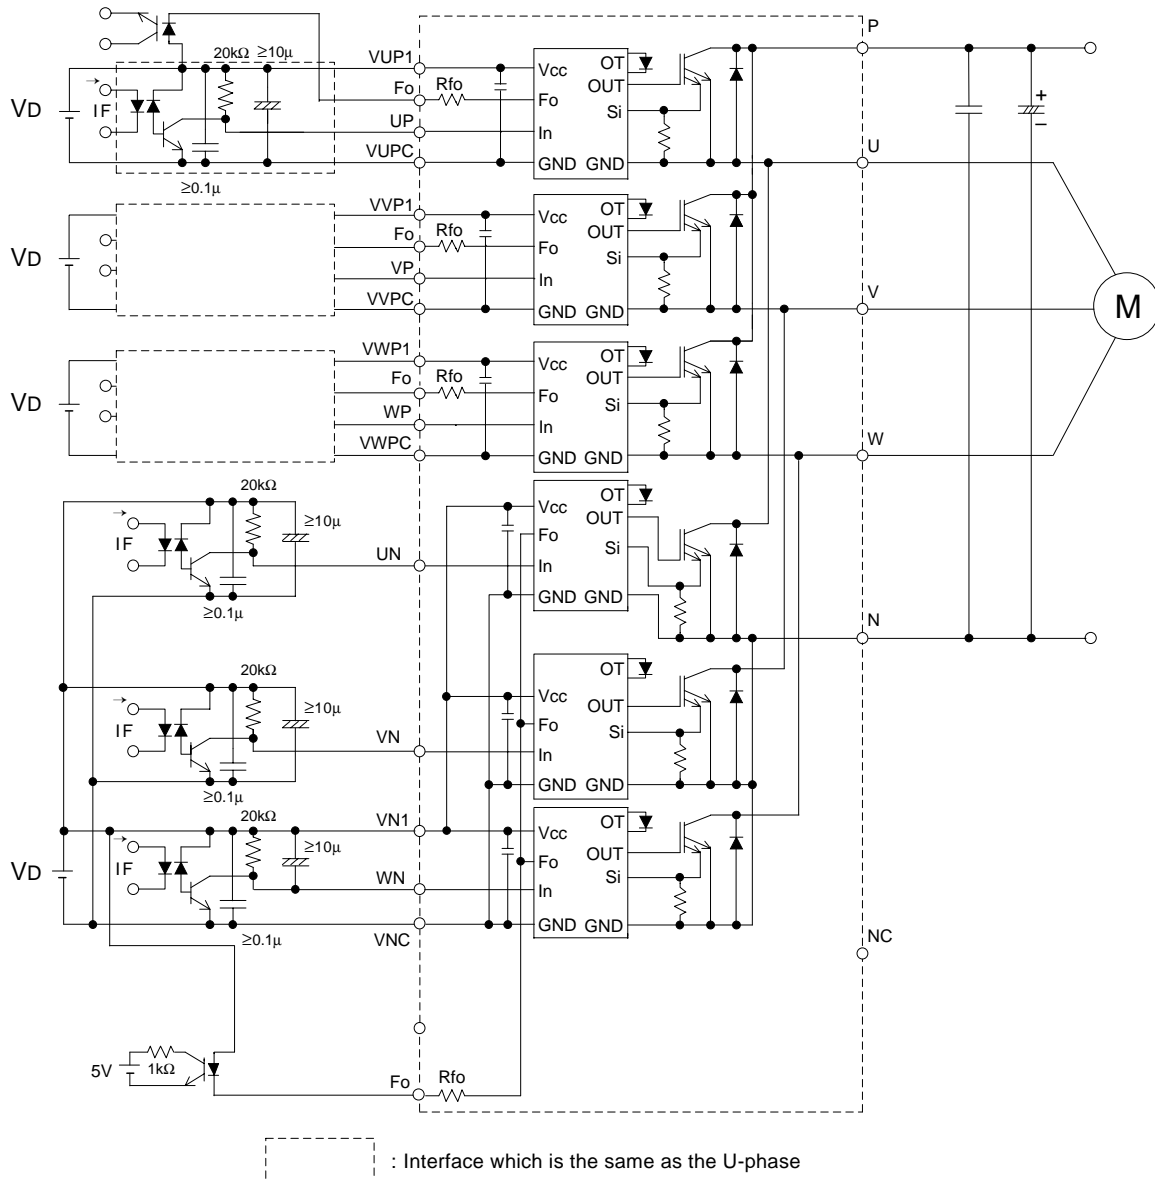 P
20kΩ ≥10μ
VUP1
Vcc
OT
OUT
Fo
Rfo
Fo
Si
+
–
→
IF
VD
UP
In
U
VUPC
GND GND
≥0.1μ
VVP1
Vcc
OT
OUT
Fo
Rfo
Fo
Si
VD
VP
In
V
M
VVPC
GND GND
VWP1
Vcc
OT
OUT
Fo
Rfo
Fo
Si
VD
WP
In
W
VWPC
GND GND
20kΩ
≥10μ
→
IF
Vcc
OT
OUT
Fo
Si
UN
In
≥0.1μ
GND GND
N
20kΩ
≥10μ
→
IF
OT
Vcc
OUT
Fo
Si
VN
In
≥0.1μ
GND GND
20kΩ
≥10μ
→
IF
VN1
Vcc
OT
OUT
Fo
Si
VD
WN
In
GND GND
≥0.1μ
VNC
NC
5V
1kΩ
Fo
Rfo
: Interface which is the same as the U-phase